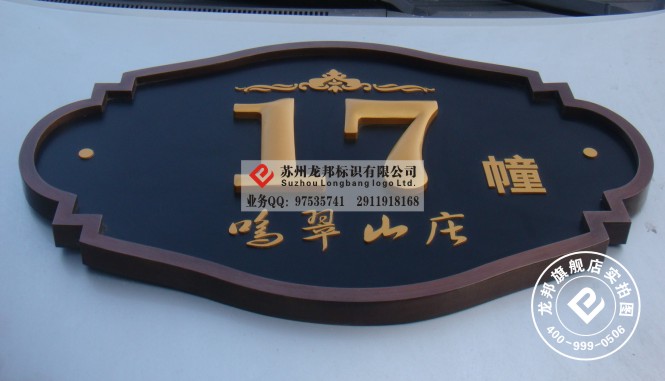 17
幢
苏州龙邦标识有限公司
Suzhou Longbang logo Ltd.
业务QQ: 97535741 2911918168
鸣翠山庄
龙邦旗舰店实拍图
400-999-0506